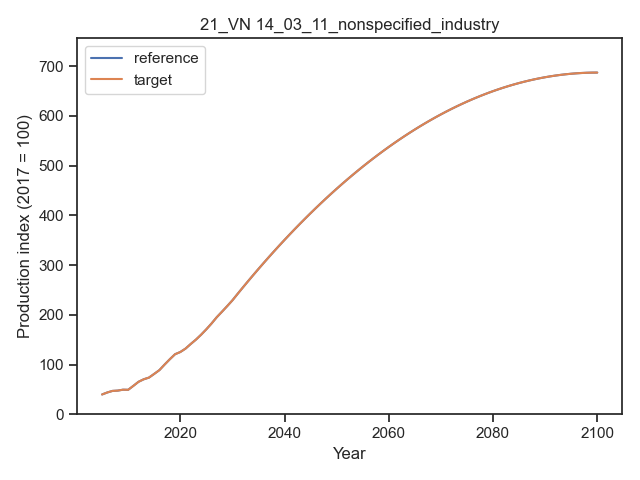 21_VN 14_03_11_nonspecified_industry
reference
target
Production index (2017 = 100)
700
600
500
400
300
200
100
0
2020 2040 2060 2080 2100
Year